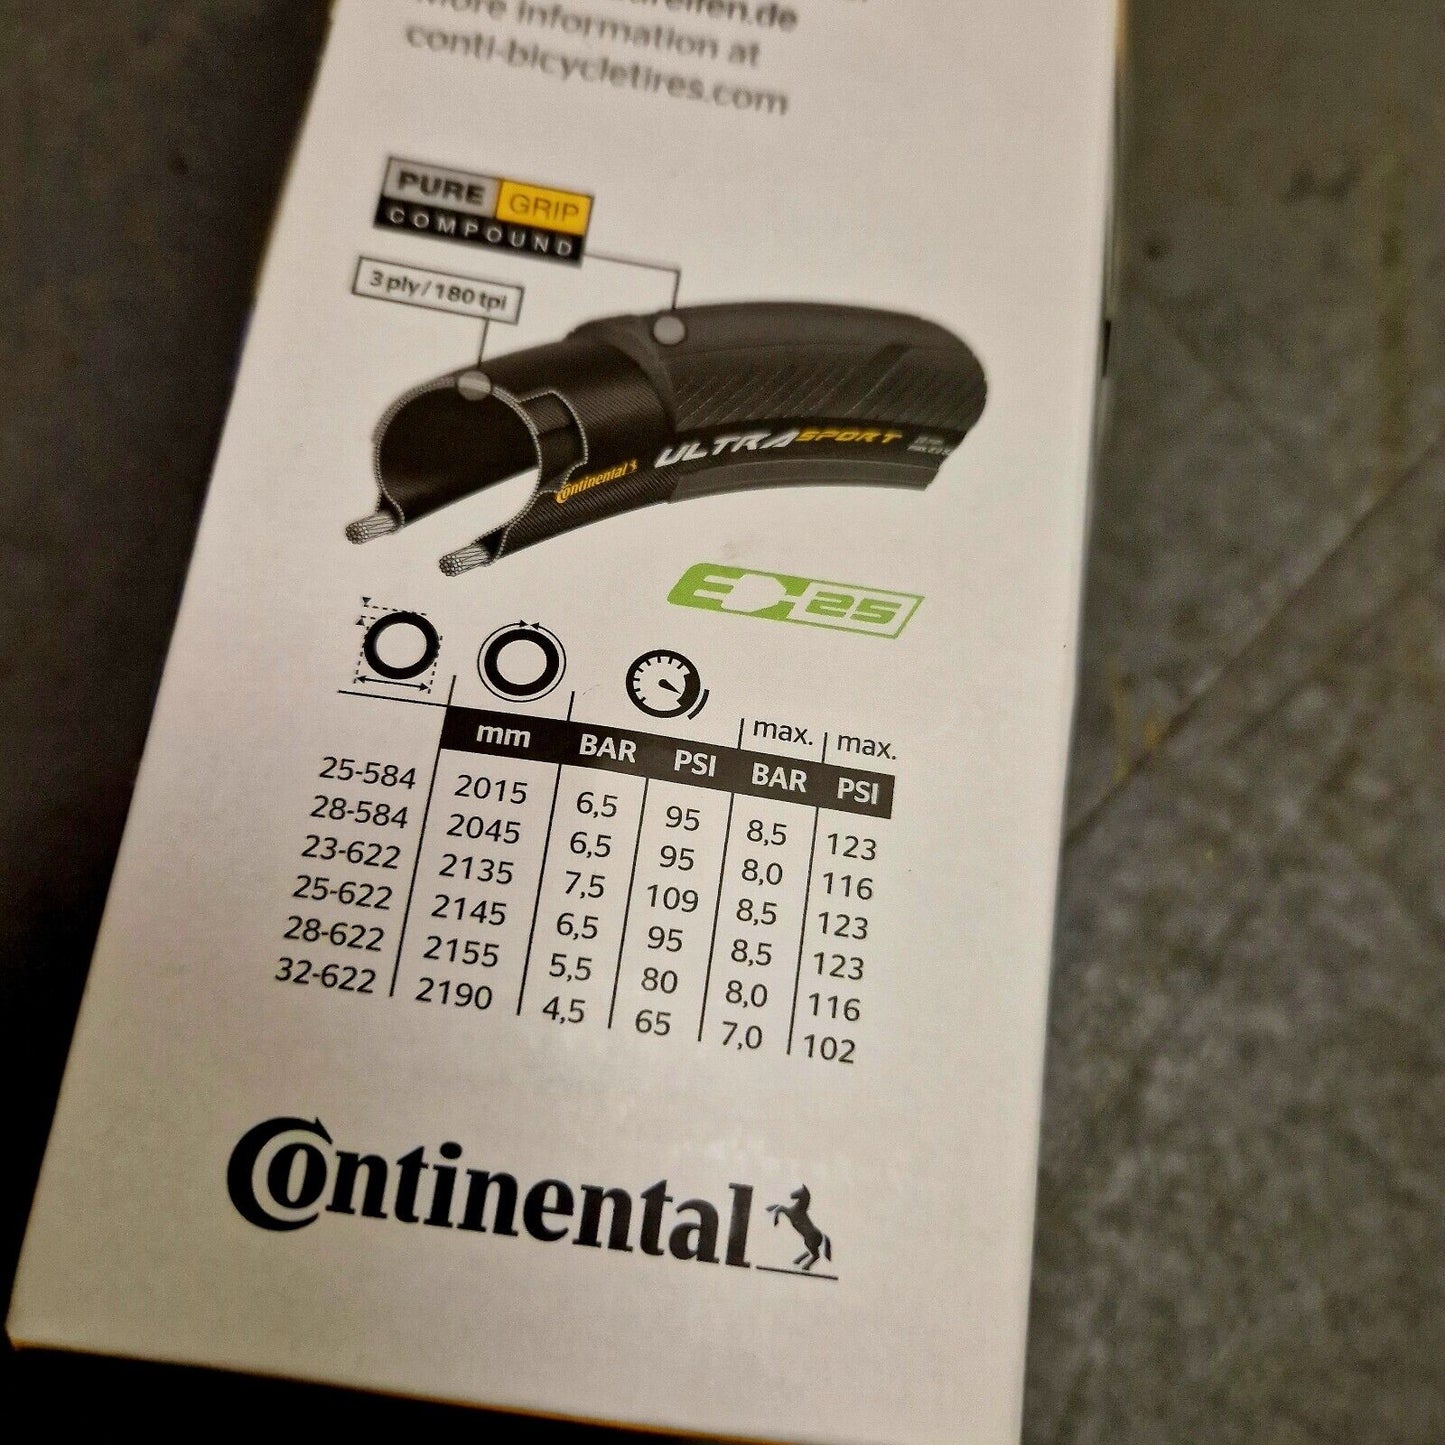 reifen.de
More information at
conti-bicycletires.com
PURE GRIP
COMPOUND
3 ply / 180 tpi
ULTRA SPORT
Continental
25
max. max.
mm BAR PSI BAR PSI
25-584 2015 6,5 95 8,5 123
28-584 2045 6,5 95 8,0 116
23-622 2135 7,5 109 8,5 123
25-622 2145 6,5 95 8,5 123
28-622 2155 5,5 80 8,0 116
32-622 2190 4,5 65 7,0 102
Continental